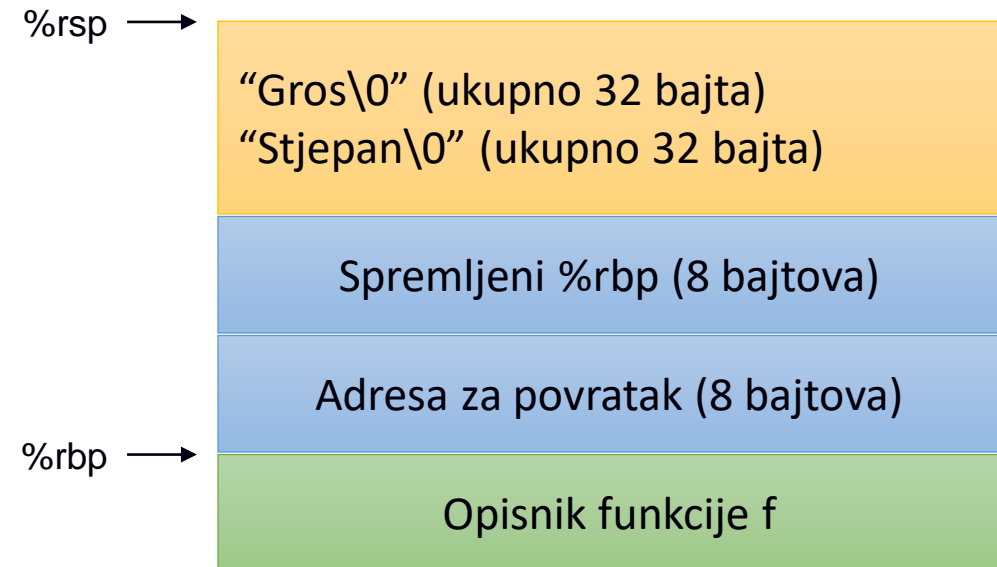 %rsp
“Gros\0” (ukupno 32 bajta)
“Stjepan\0” (ukupno 32 bajta)
Spremljeni %rbp (8 bajtova)
Adresa za povratak (8 bajtova)
%rbp
Opisnik funkcije f